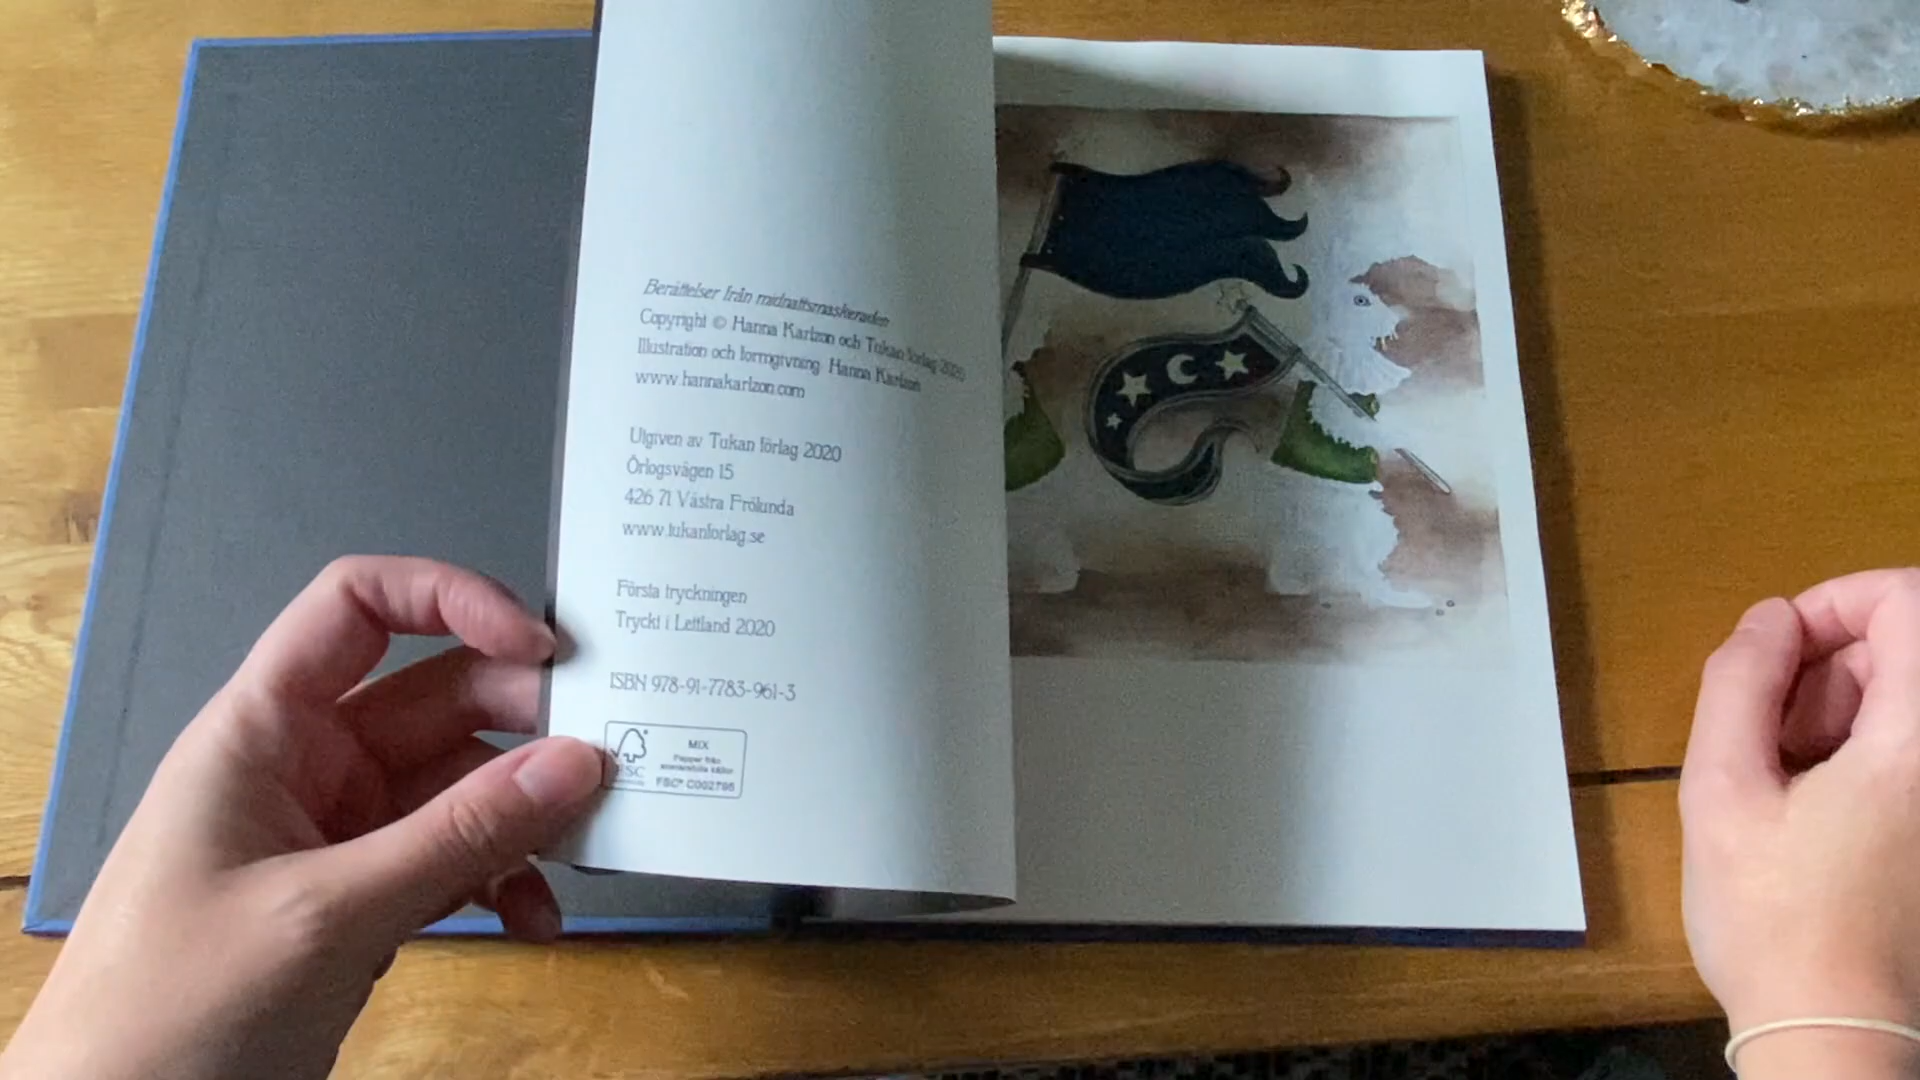 Berättelser från midnattsmaskeraden
Copyright © Hanna Karlzon och Tukan förlag 2020
Illustration och formgivning: Hanna Karlzon
www.hannakarlzon.com
Utgiven av Tukan förlag 2020
Örlogsvägen 15
426 71 Västra Frölunda
www.tukanforlag.se
Första tryckningen
Tryckt i Lettland 2020
ISBN 978-91-7783-961-3
MIX
Papper från
FSC
FSC® C002795